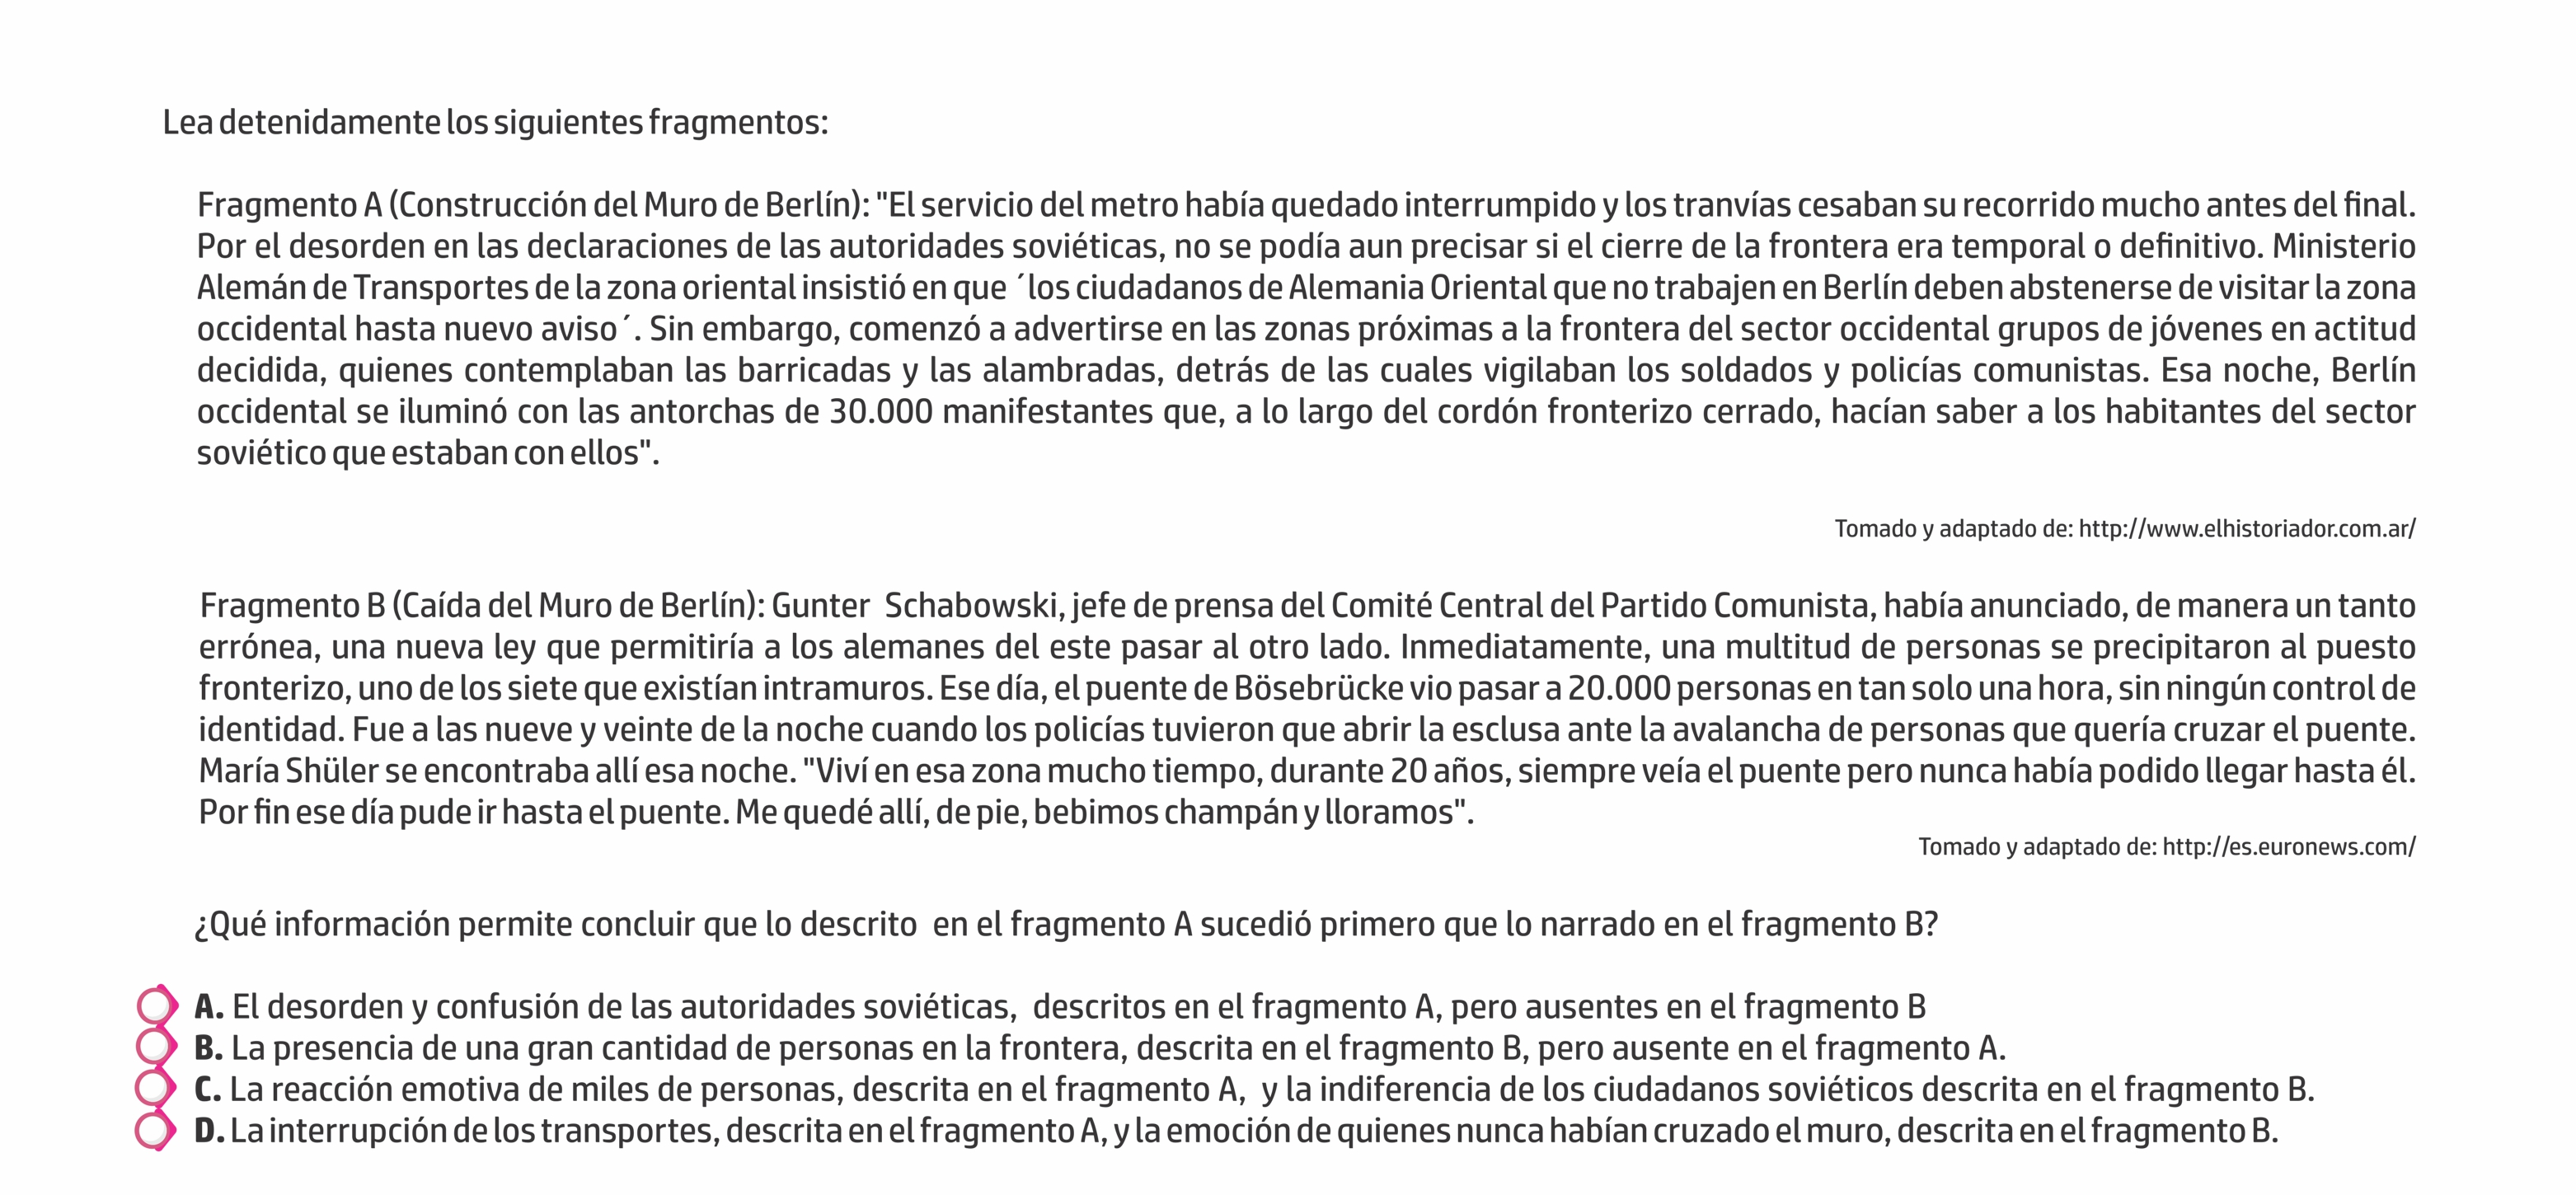 Lea detenidamente los siguientes fragmentos:
Fragmento A (Construcción del Muro de Berlín): "El servicio del metro había quedado interrumpido y los tranvías cesaban su recorrido mucho antes del final.
Por el desorden en las declaraciones de las autoridades soviéticas, no se podía aun precisar si el cierre de la frontera era temporal o definitivo. Ministerio
Alemán de Transportes de la zona oriental insistió en que ´los ciudadanos de Alemania Oriental que no trabajen en Berlín deben abstenerse de visitar la zona
occidental hasta nuevo aviso´. Sin embargo, comenzó a advertirse en las zonas próximas a la frontera del sector occidental grupos de jóvenes en actitud
decidida, quienes contemplaban las barricadas y las alambradas, detrás de las cuales vigilaban los soldados y policías comunistas. Esa noche, Berlín
occidental se iluminó con las antorchas de 30.000 manifestantes que, a lo largo del cordón fronterizo cerrado, hacían saber a los habitantes del sector
soviético que estaban con ellos".
Tomado y adaptado de: http://www.elhistoriador.com.ar/
Fragmento B (Caída del Muro de Berlín): Gunter Schabowski, jefe de prensa del Comité Central del Partido Comunista, había anunciado, de manera un tanto
errónea, una nueva ley que permitiría a los alemanes del este pasar al otro lado. Inmediatamente, una multitud de personas se precipitaron al puesto
fronterizo, uno de los siete que existían intramuros. Ese día, el puente de Bösebrücke vio pasar a 20.000 personas en tan solo una hora, sin ningún control de
identidad. Fue a las nueve y veinte de la noche cuando los policías tuvieron que abrir la esclusa ante la avalancha de personas que quería cruzar el puente.
María Shüler se encontraba allí esa noche. "Viví en esa zona mucho tiempo, durante 20 años, siempre veía el puente pero nunca había podido llegar hasta él.
Por fin ese día pude ir hasta el puente. Me quedé allí, de pie, bebimos champán y lloramos".
Tomado y adaptado de: http://es.euronews.com/
¿Qué información permite concluir que lo descrito en el fragmento A sucedió primero que lo narrado en el fragmento B?
A. El desorden y confusión de las autoridades soviéticas, descritos en el fragmento A, pero ausentes en el fragmento B
B. La presencia de una gran cantidad de personas en la frontera, descrita en el fragmento B, pero ausente en el fragmento A.
C. La reacción emotiva de miles de personas, descrita en el fragmento A, y la indiferencia de los ciudadanos soviéticos descrita en el fragmento B.
D. La interrupción de los transportes, descrita en el fragmento A, y la emoción de quienes nunca habían cruzado el muro, descrita en el fragmento B.